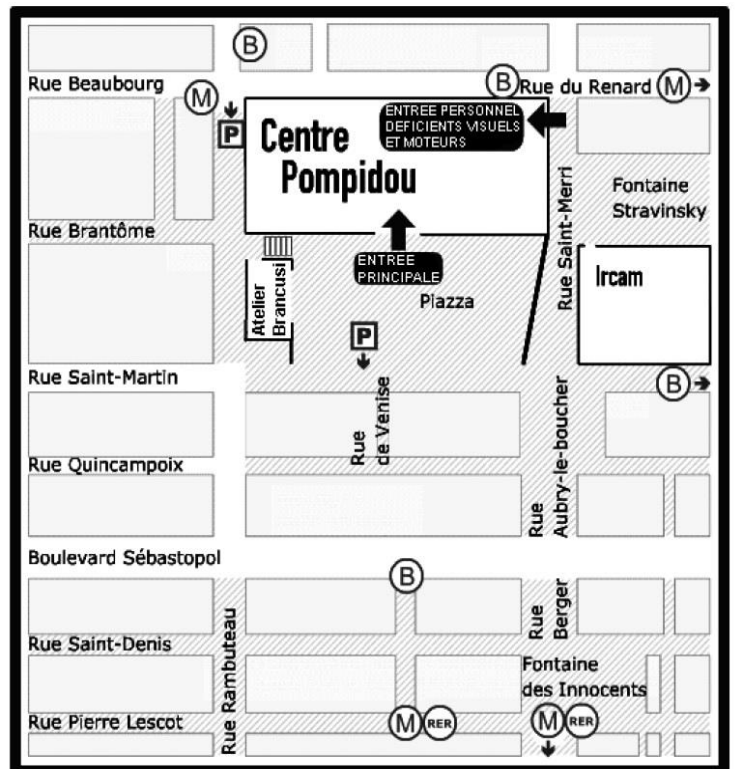 B
Rue Beaubourg
M
B
Rue du Renard
M
P
Centre
Pompidou
ENTREE PERSONNEL
DEFICIENTS VISUELS
ET MOTEURS
Rue Saint-Merri
Fontaine
Stravinsky
Rue Brantôme
Atelier
Brancusi
ENTREE
PRINCIPALE
Piazza
Ircam
P
Rue Saint-Martin
B
Rue
de Venise
Rue
Aubry-le-boucher
Rue Quincampoix
Boulevard Sébastopol
B
Rue
Berger
Rue Saint-Denis
Rue Rambuteau
Fontaine
des Innocents
Rue Pierre Lescot
M RER
M RER